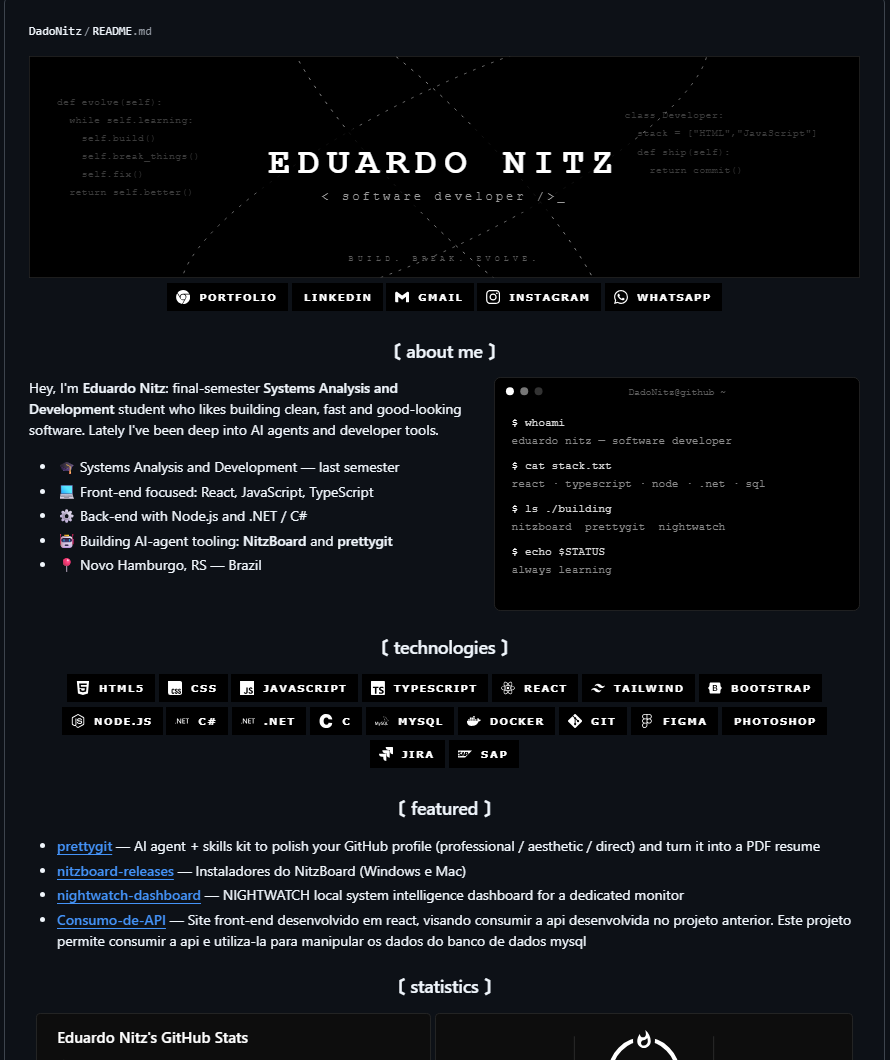 DadoNitz/README.md
def evolve(self):
while self.learning:
self.build()
self.break_things()
self.fix()
return self.better()
class Developer:
stack = ["HTML","JavaScript"]
def ship(self):
return commit()
EDUARDO NITZ
< software developer />_
BUILD. BREAK. EVOLVE.
PORTFOLIO LINKEDIN GMAIL INSTAGRAM WHATSAPP
❲ about me ❳
Hey, I'm Eduardo Nitz: final-semester Systems Analysis and
Development student who likes building clean, fast and good-looking
software. Lately I've been deep into AI agents and developer tools.
• 🎓 Systems Analysis and Development — last semester
• 💻 Front-end focused: React, JavaScript, TypeScript
• ⚙️ Back-end with Node.js and .NET / C#
• 🤖 Building AI-agent tooling: NitzBoard and prettygit
• 📍 Novo Hamburgo, RS — Brazil
DadoNitz@github ~
$ whoami
eduardo nitz — software developer
$ cat stack.txt
react · typescript · node · .net · sql
$ ls ./building
nitzboard prettygit nightwatch
$ echo $STATUS
always learning
❲ technologies ❳
HTML5 CSS CSS JS JAVASCRIPT TS TYPESCRIPT REACT TAILWIND B BOOTSTRAP
NODE.JS .NET C# .NET .NET C C MySQL MYSQL DOCKER GIT FIGMA PHOTOSHOP
JIRA SAP SAP
❲ featured ❳
• prettygit — AI agent + skills kit to polish your GitHub profile (professional / aesthetic / direct) and turn it into a PDF resume
• nitzboard-releases — Instaladores do NitzBoard (Windows e Mac)
• nightwatch-dashboard — NIGHTWATCH local system intelligence dashboard for a dedicated monitor
• Consumo-de-API — Site front-end desenvolvido em react, visando consumir a api desenvolvida no projeto anterior. Este projeto
permite consumir a api e utiliza-la para manipular os dados do banco de dados mysql
❲ statistics ❳
Eduardo Nitz's GitHub Stats